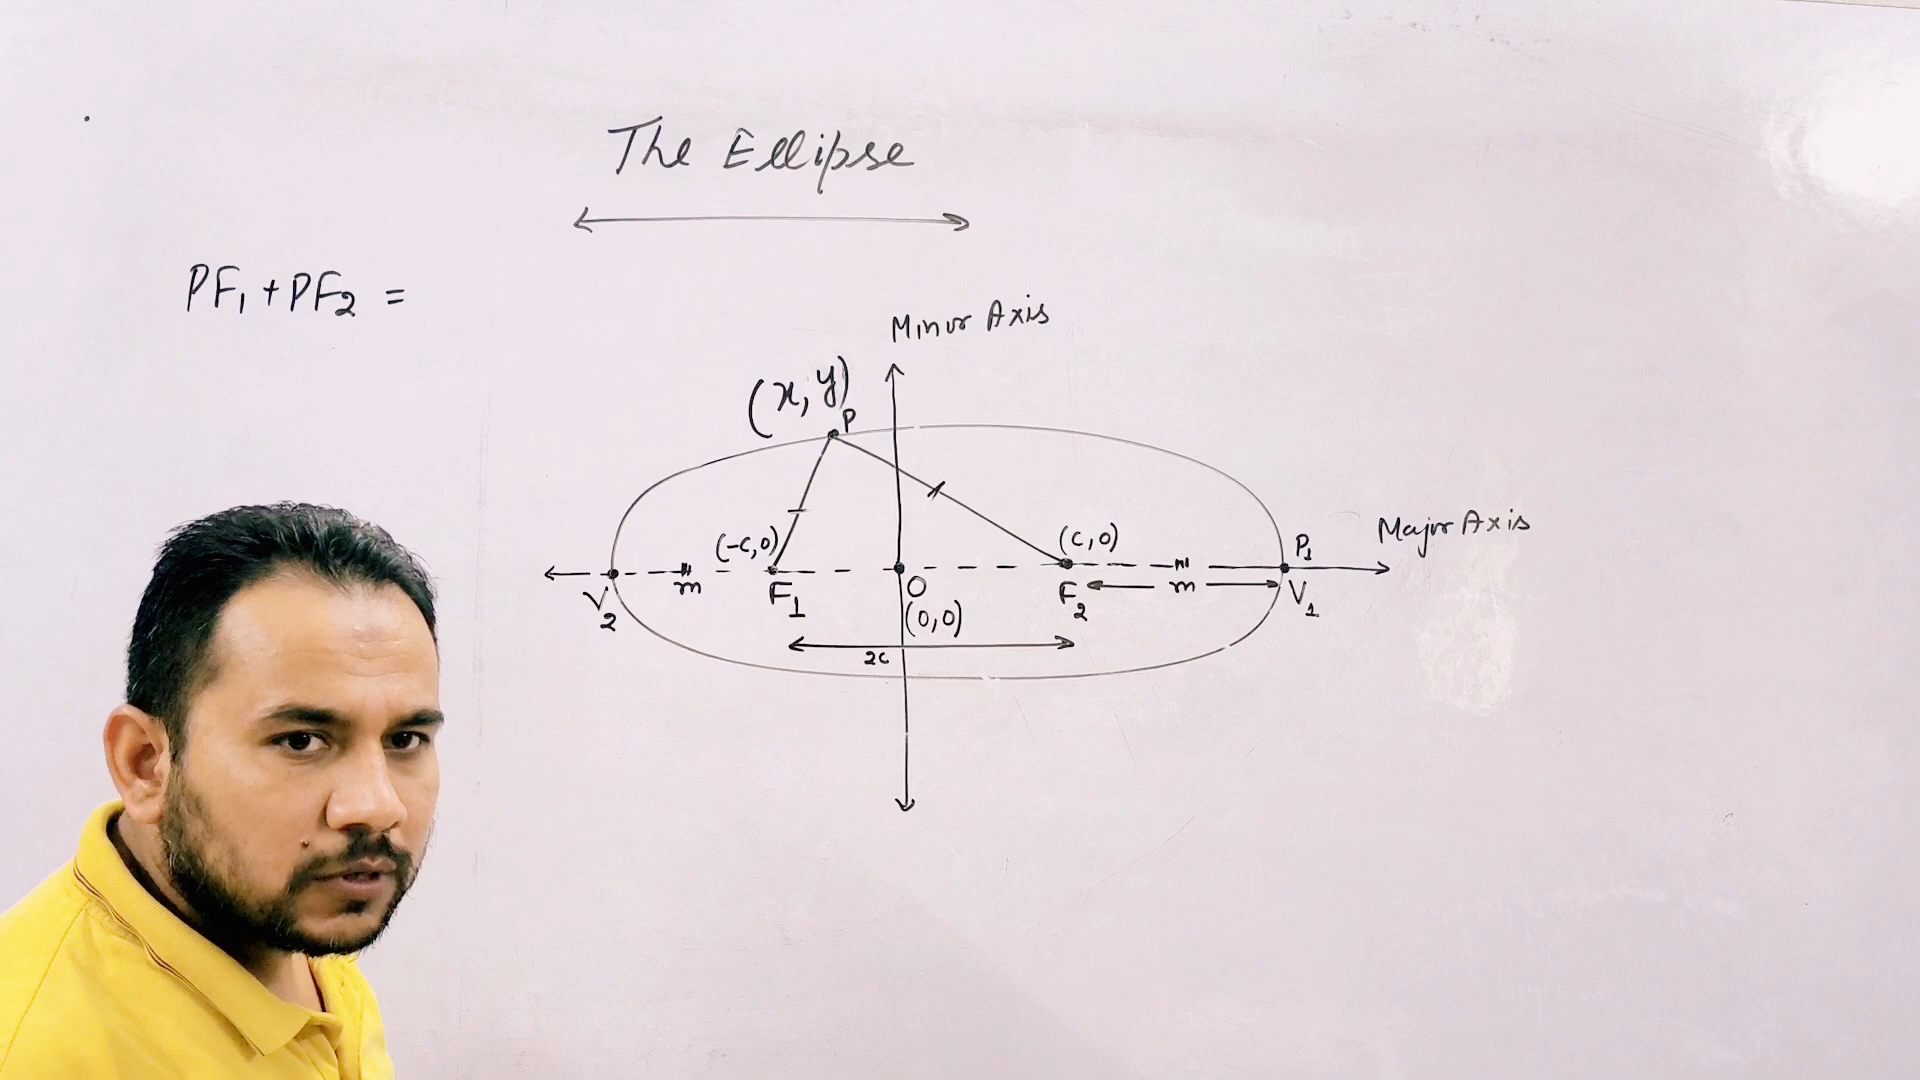 The Ellipse
PF₁ + PF₂ =
Minor Axis
(x, y)
P
(-c, 0)
(c, 0)
P₁
Major Axis
V₂
m
F₁
O
F₂
m
V₁
(0,0)
2c